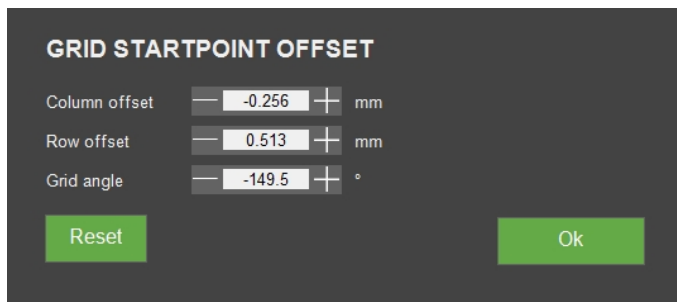 GRID STARTPOINT OFFSET
Column offset — -0.256 + mm
Row offset — 0.513 + mm
Grid angle — -149.5 + °
Reset Ok